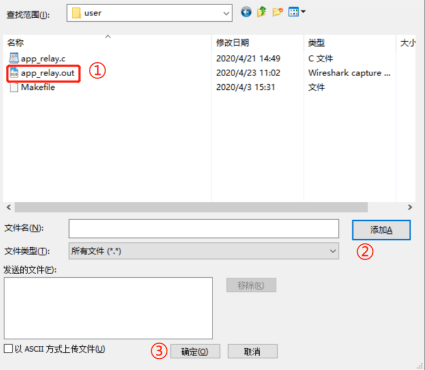 查找范围(I): user
名称 修改日期 类型 大小
app_relay.c 2020/4/21 14:49 C 文件
app_relay.out ① 2020/4/23 11:02 Wireshark capture ...
Makefile 2020/4/3 15:31 文件
文件名(N): 添加A
文件类型(T): 所有文件 (*.*) ②
发送的文件(F):
移除(R)
以 ASCII 方式上传文件(U) ③ 确定(O) 取消